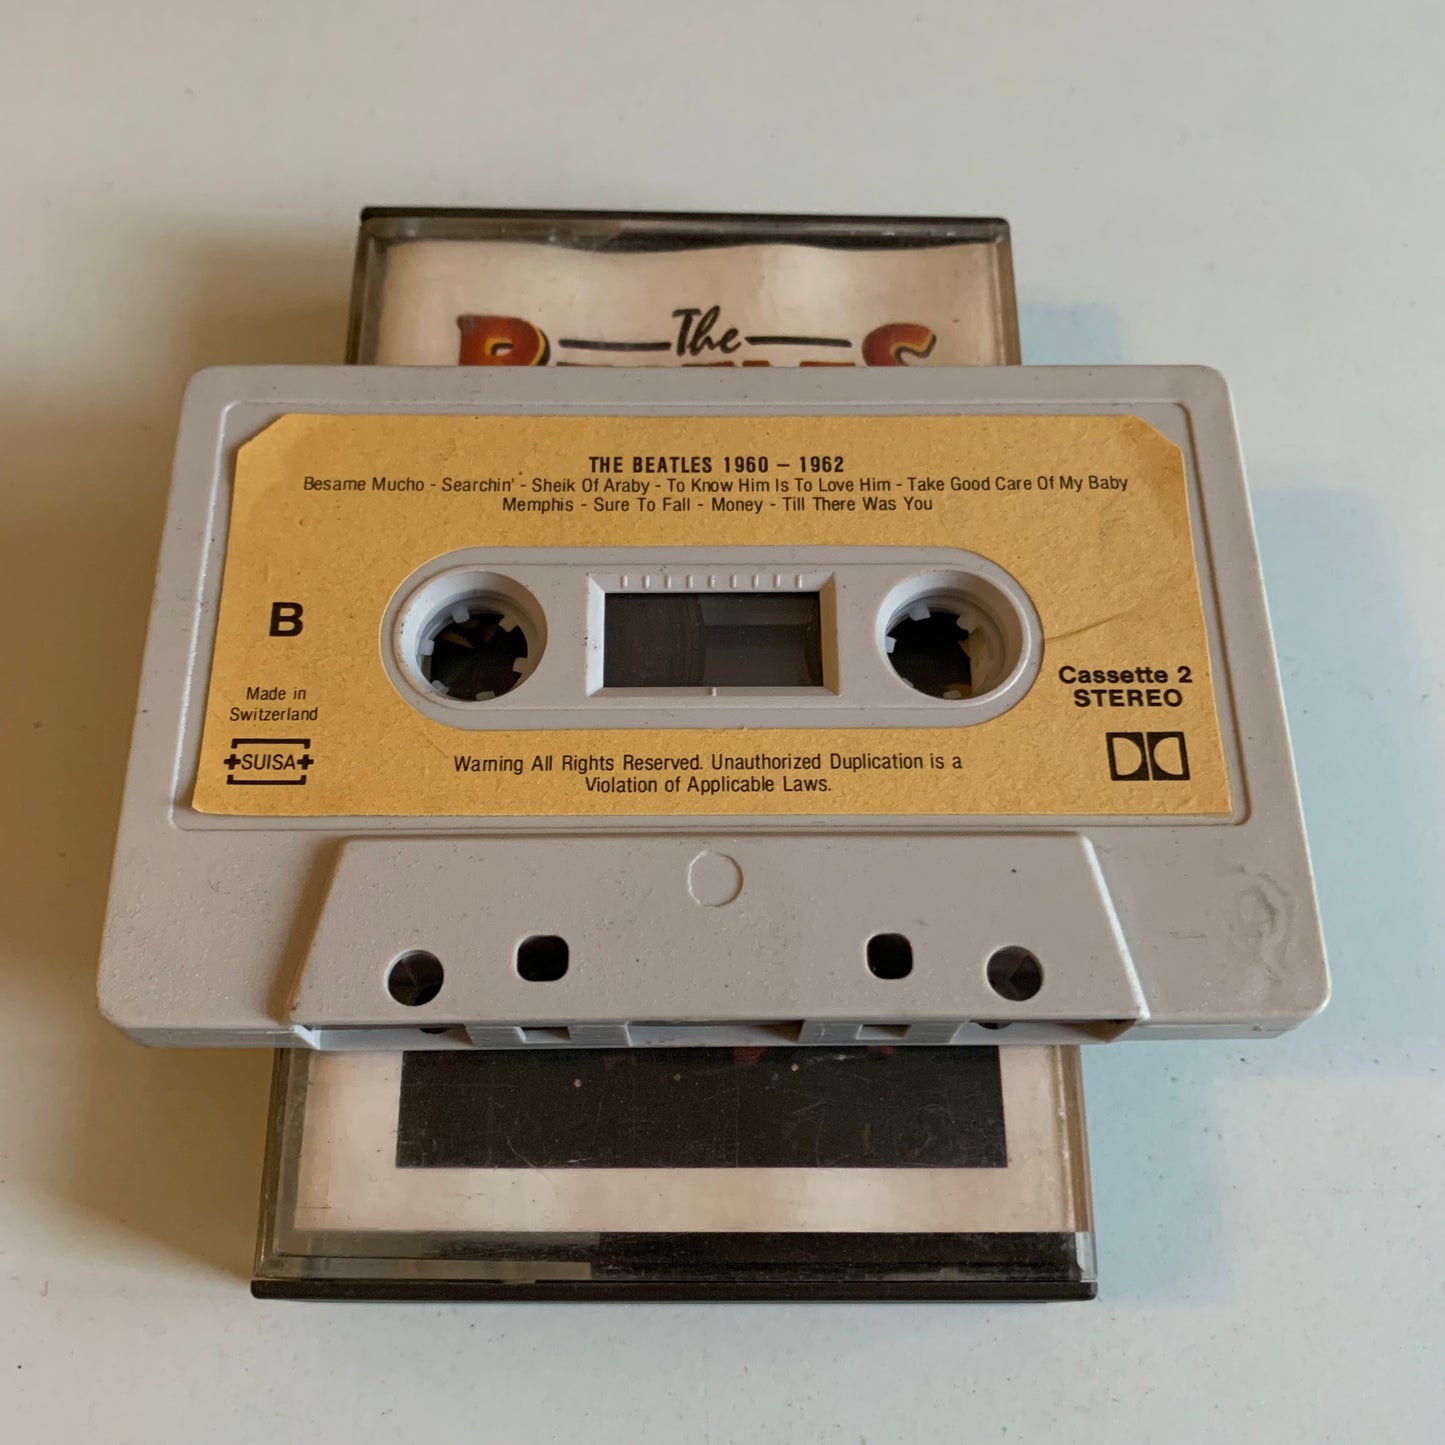 The
BEATLES
THE BEATLES 1960 – 1962
Besame Mucho - Searchin' - Sheik Of Araby - To Know Him Is To Love Him - Take Good Care Of My Baby
Memphis - Sure To Fall - Money - Till There Was You
B
Made in
Switzerland
SUISA
Cassette 2
STEREO
Warning All Rights Reserved. Unauthorized Duplication is a
Violation of Applicable Laws.